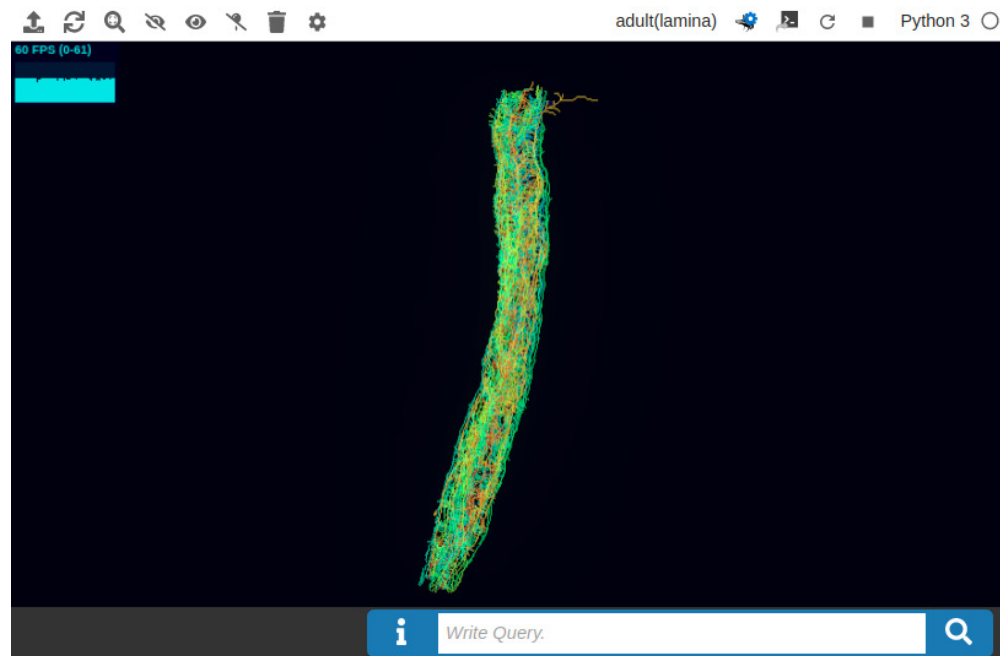 adult(lamina) Python 3
60 FPS (0-61)
Write Query.